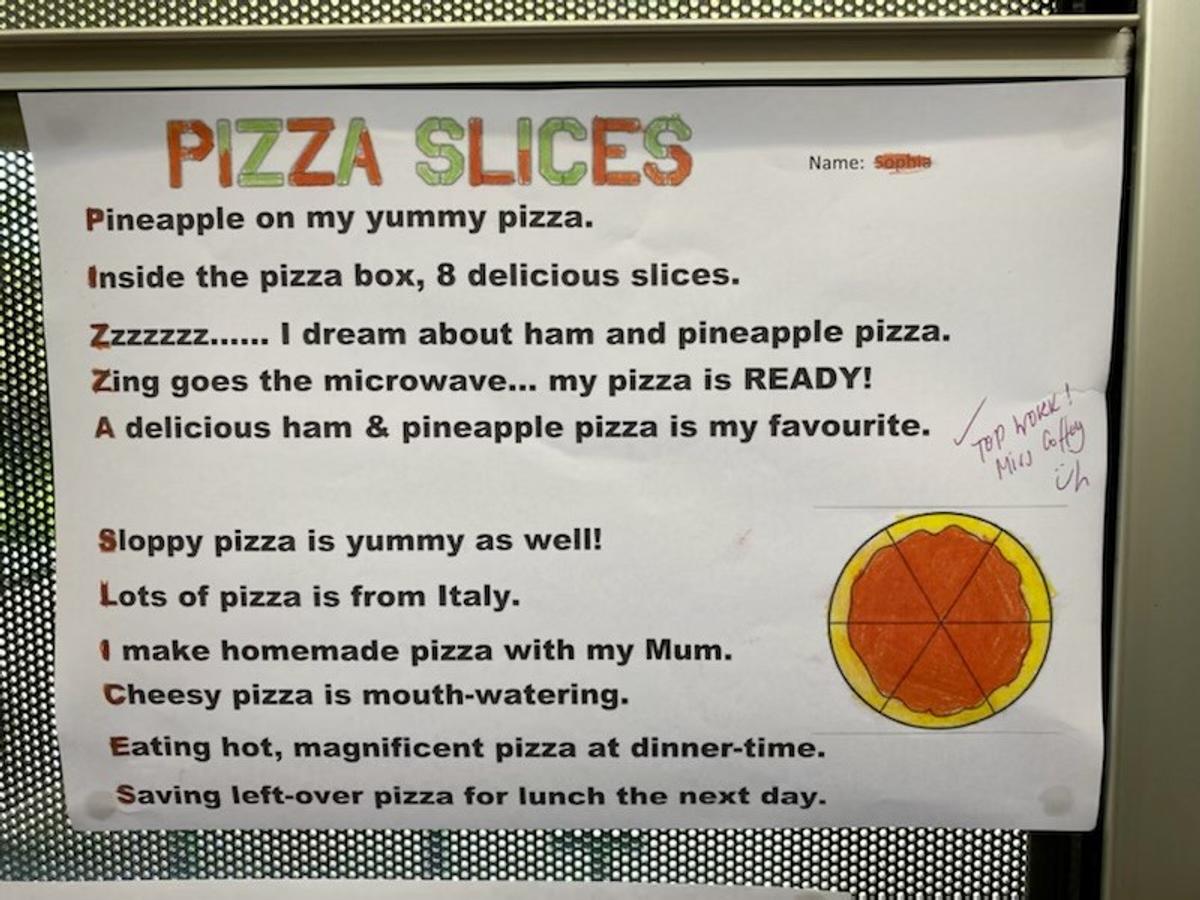 PIZZA SLICES
Name: Sophia
Pineapple on my yummy pizza.
Inside the pizza box, 8 delicious slices.
Zzzzzzz...... I dream about ham and pineapple pizza.
Zing goes the microwave... my pizza is READY!
A delicious ham & pineapple pizza is my favourite.
TOP WORK!
Miss Coffey
Sloppy pizza is yummy as well!
Lots of pizza is from Italy.
I make homemade pizza with my Mum.
Cheesy pizza is mouth-watering.
Eating hot, magnificent pizza at dinner-time.
Saving left-over pizza for lunch the next day.